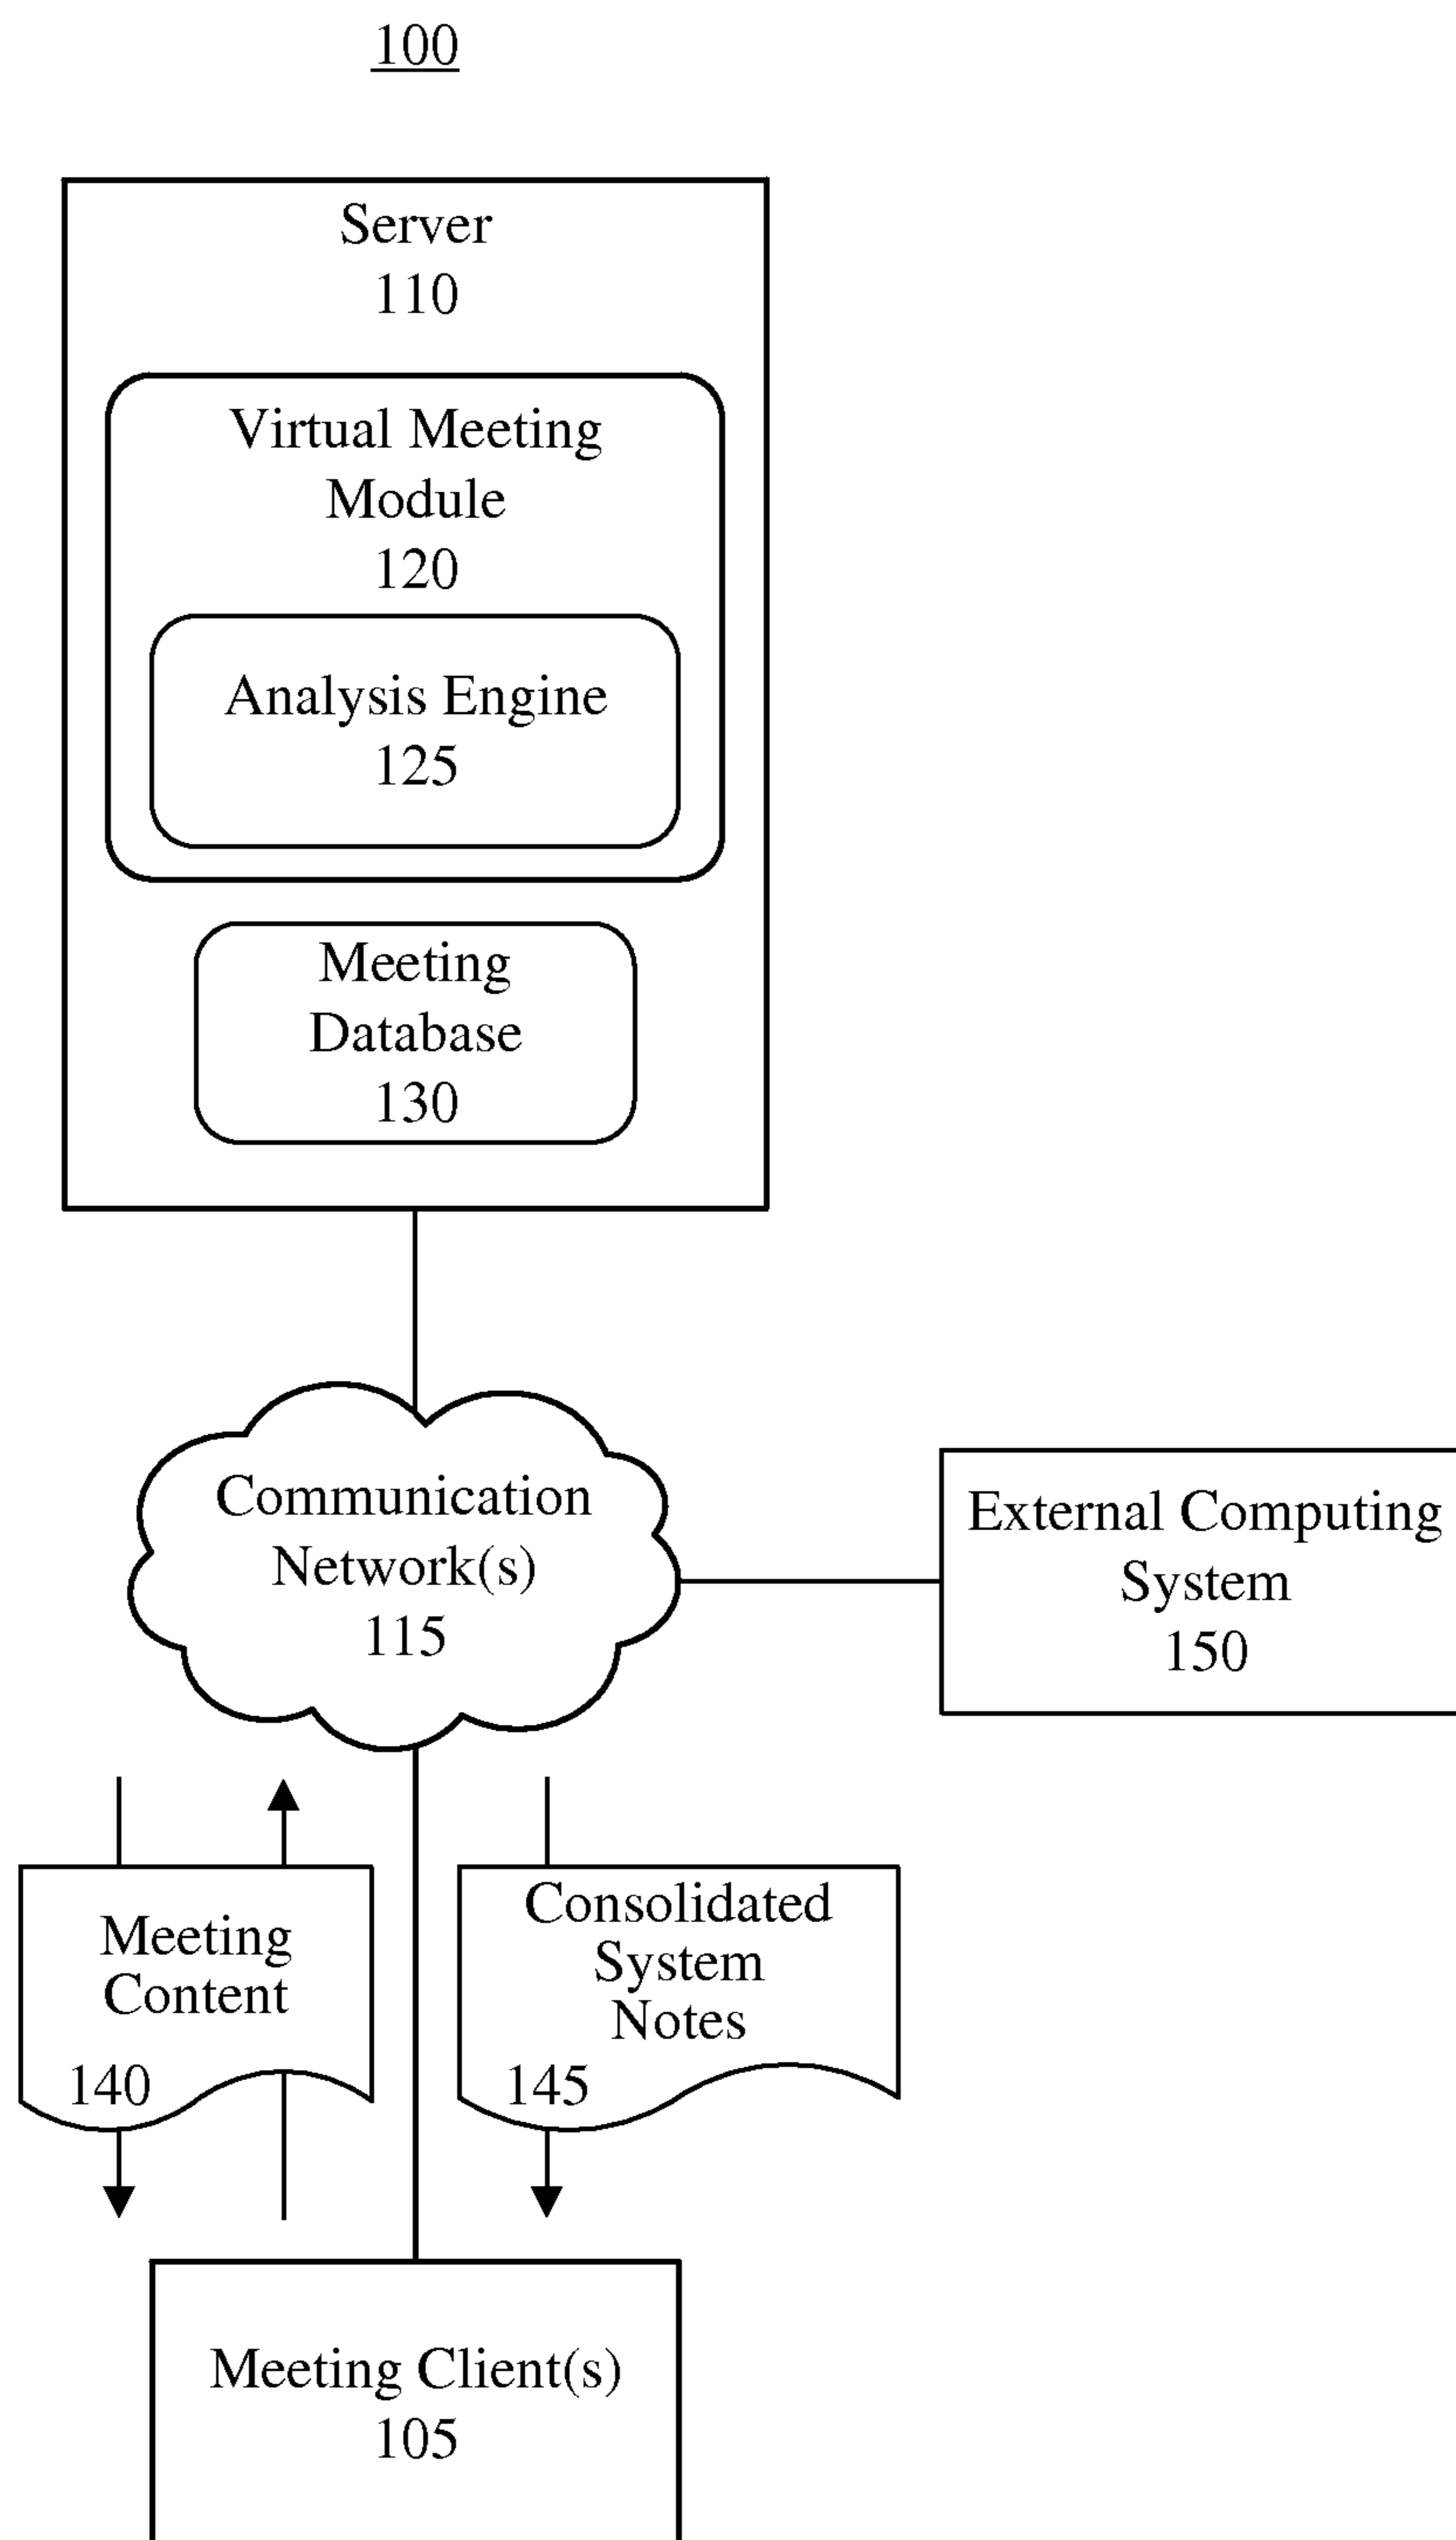 100
Server
110
Virtual Meeting
Module
120
Analysis Engine
125
Meeting
Database
130
Communication
Network(s)
115
External Computing
System
150
Meeting
Content
140
Consolidated
System
Notes
145
Meeting Client(s)
105